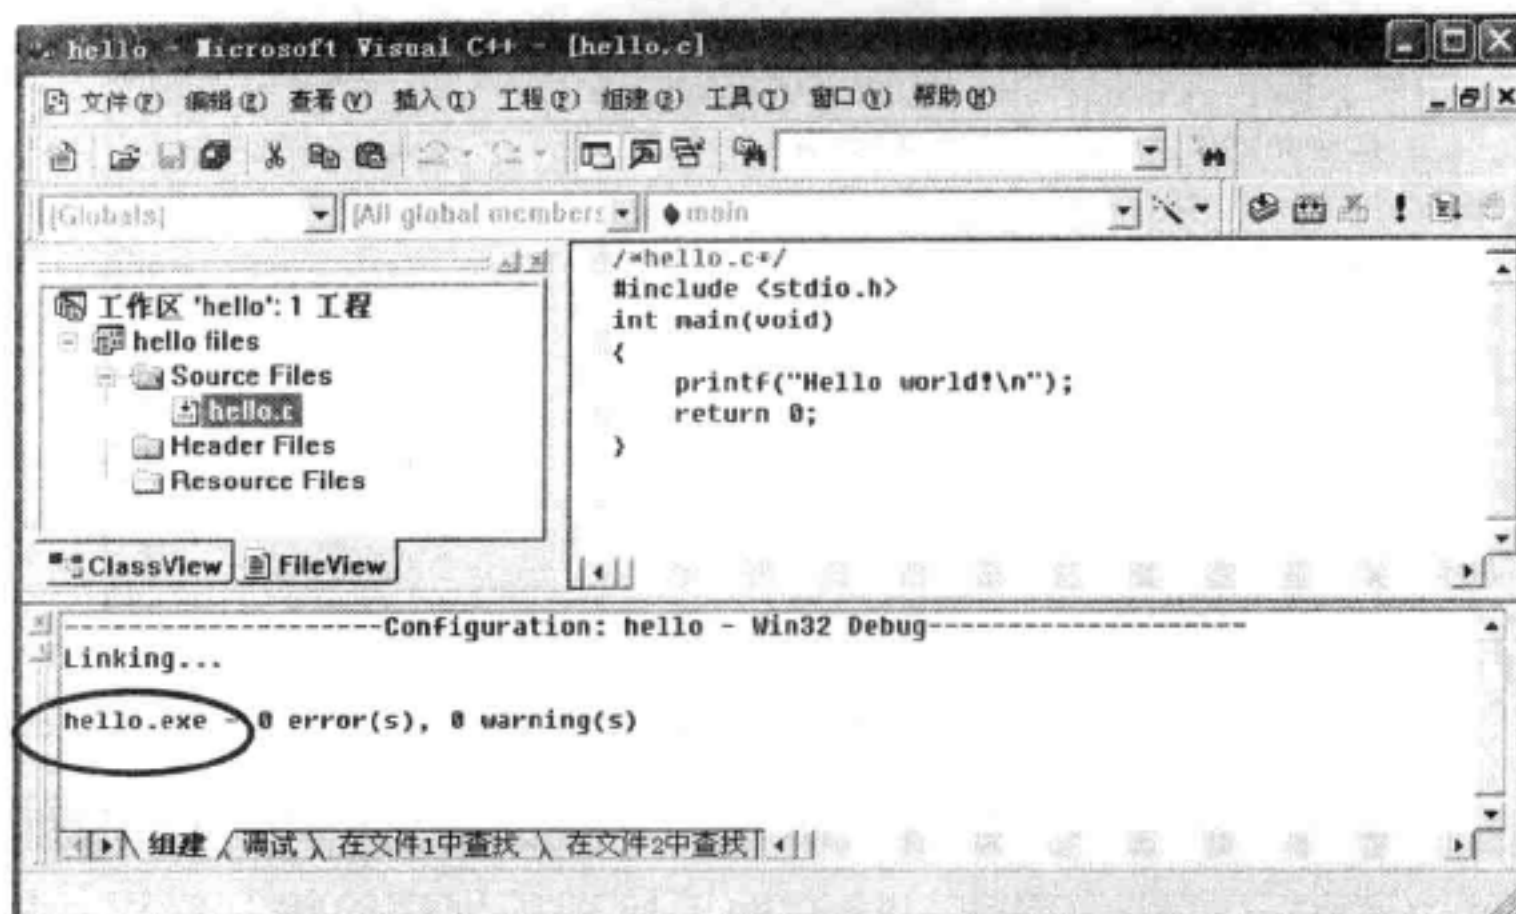 hello - Microsoft Visual C++ - [hello.c]
文件(F) 编辑(E) 查看(V) 插入(I) 工程(P) 组建(B) 工具(T) 窗口(W) 帮助(H)
(Globals) (All global members main
工作区 'hello': 1 工程
hello files
Source Files
hello.c
Header Files
Resource Files
ClassView FileView
/*hello.c*/
#include <stdio.h>
int main(void)
{
printf("Hello world!\n");
return 0;
}
--------------------Configuration: hello - Win32 Debug--------------------
Linking...
hello.exe - 0 error(s), 0 warning(s)
组建 调试 在文件1中查找 在文件2中查找